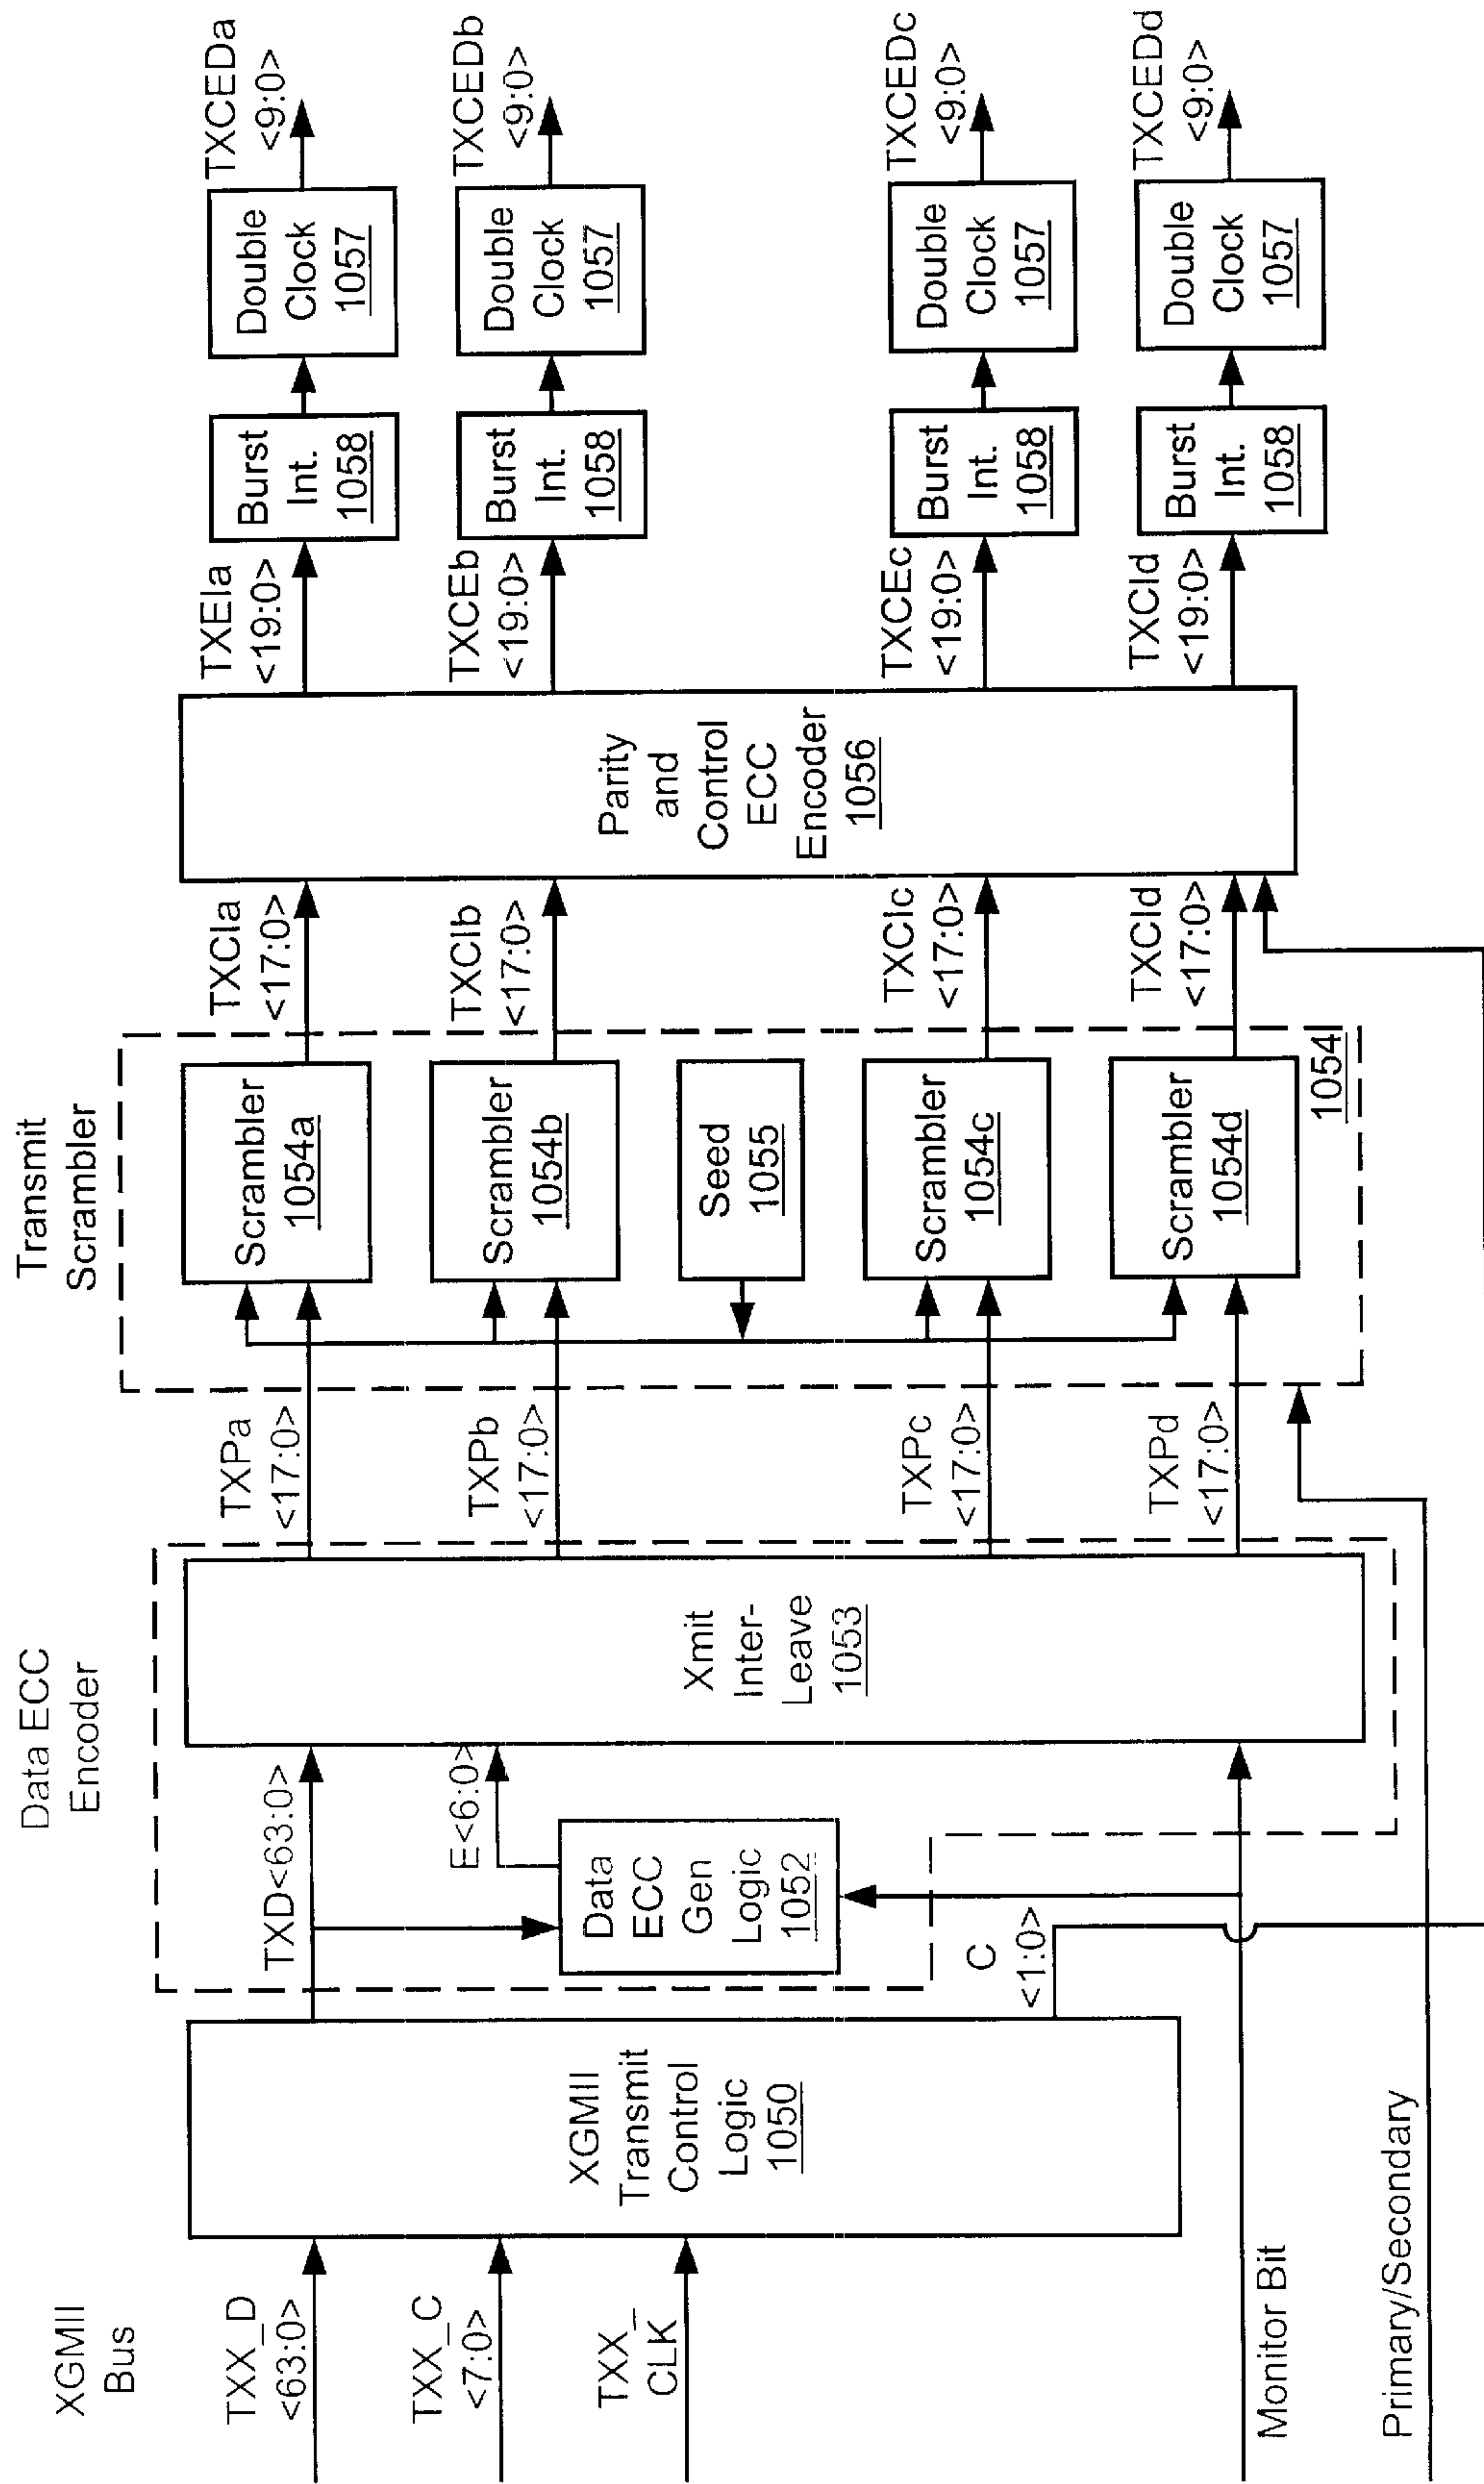 XGMII
Bus
TXX_D
<63:0>
TXX_C
<7:0>
TXX_
CLK
Monitor Bit
Primary/Secondary
XGMII
Transmit
Control
Logic
1050
C
<1:0>
Data ECC
Encoder
TXD<63:0>
E<6:0>
Data
ECC
Gen
Logic
1052
Xmit
Inter-
Leave
1053
TXPa
<17:0>
TXPb
<17:0>
TXPc
<17:0>
TXPd
<17:0>
Transmit
Scrambler
Scrambler
1054a
Scrambler
1054b
Seed
1055
Scrambler
1054c
Scrambler
1054d
1054
TXCIa
<17:0>
TXCIb
<17:0>
TXCIc
<17:0>
TXCId
<17:0>
Parity
and
Control
ECC
Encoder
1056
TXEIa
<19:0>
TXCEb
<19:0>
TXCEc
<19:0>
TXCId
<19:0>
Burst
Int.
1058
Burst
Int.
1058
Burst
Int.
1058
Burst
Int.
1058
Double
Clock
1057
Double
Clock
1057
Double
Clock
1057
Double
Clock
1057
TXCEDa
<9:0>
TXCEDb
<9:0>
TXCEDc
<9:0>
TXCEDd
<9:0>